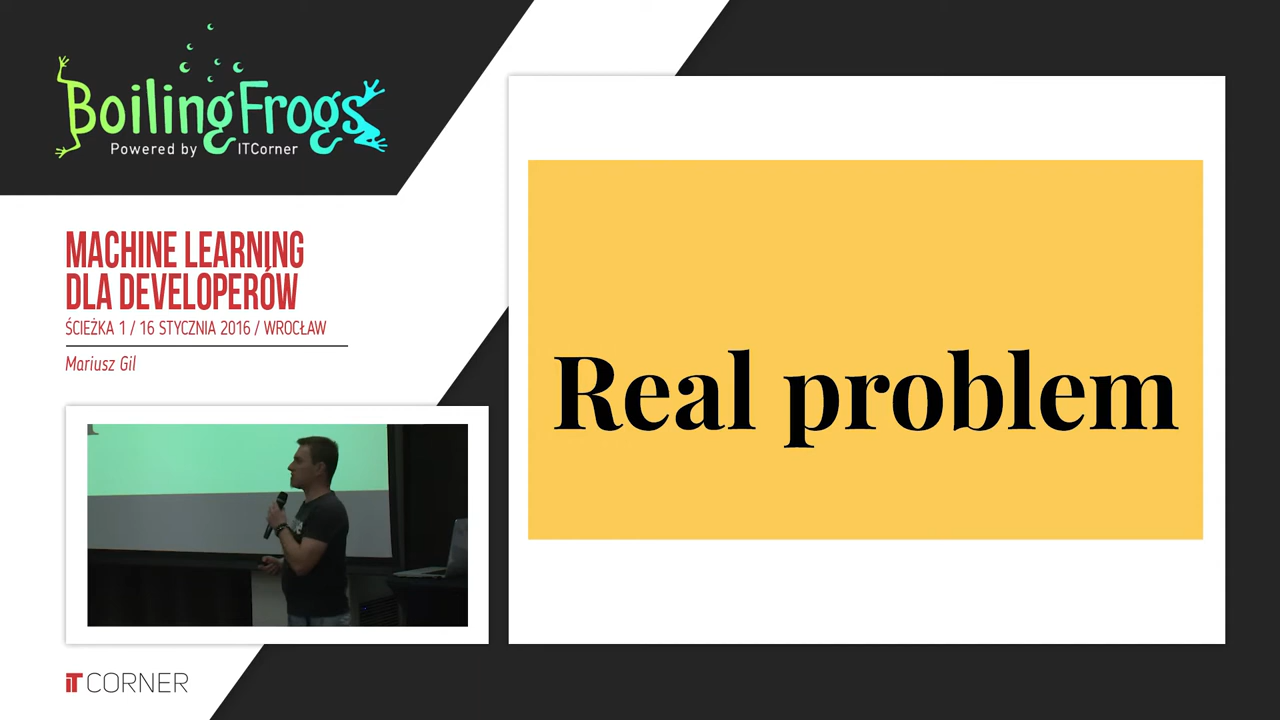 BoilingFrogs
Powered by ITCorner
MACHINE LEARNING
DLA DEVELOPERÓW
ŚCIEŻKA 1 / 16 STYCZNIA 2016 / WROCŁAW
Mariusz Gil
Real problem
iT CORNER